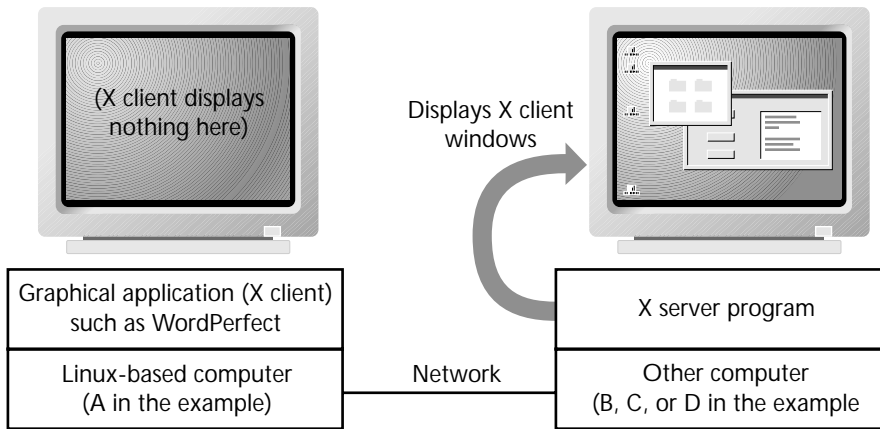 (X client displays
nothing here)
Displays X client
windows
Graphical application (X client)
such as WordPerfect
X server program
Linux-based computer
(A in the example)
Network
Other computer
(B, C, or D in the example